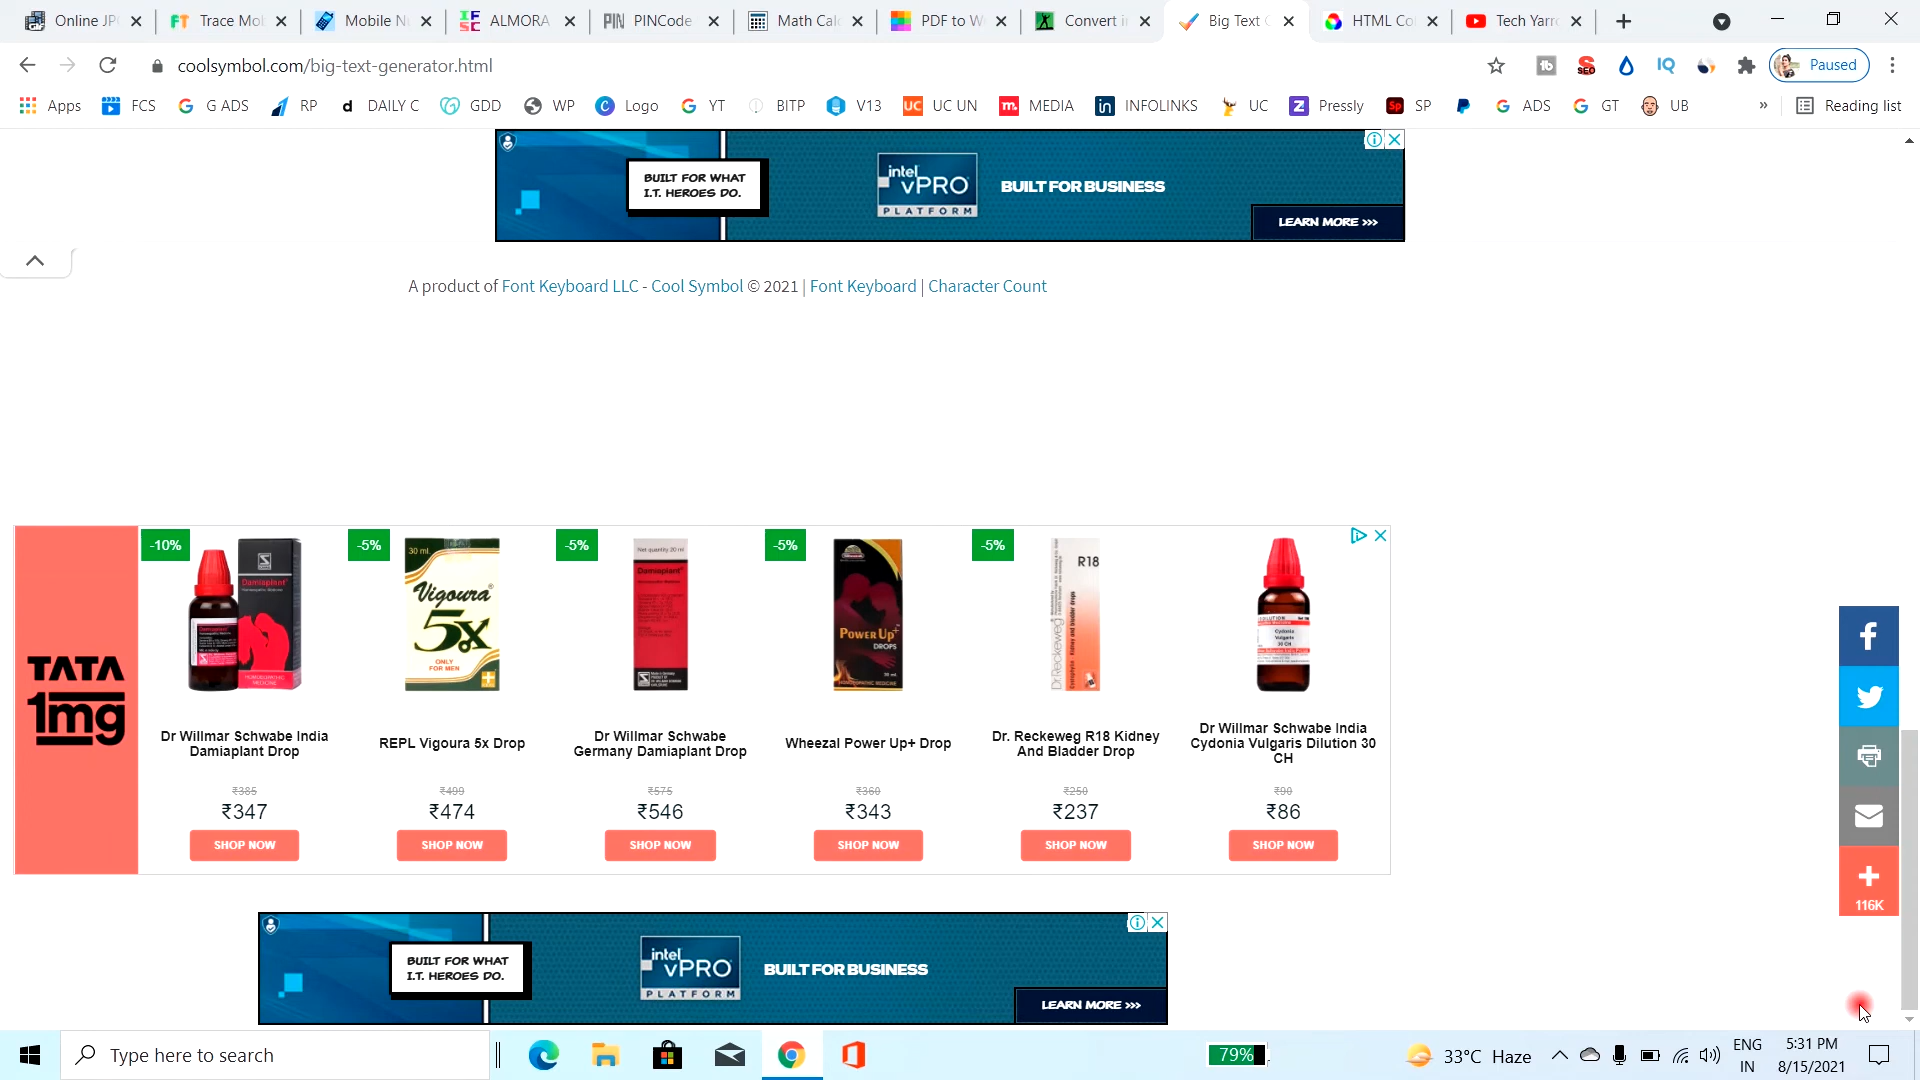 Online JP
Trace Mo
Mobile N
ALMORA
PINCode
Math Calc
PDF to W
Convert i
Big Text
HTML Co
Tech Yarr
coolsymbol.com/big-text-generator.html
Paused
Apps FCS G ADS RP DAILY C GDD WP Logo YT BITP V13 UC UN MEDIA INFOLINKS UC Pressly SP ADS GT UB » Reading list
BUILT FOR WHAT
I.T. HEROES DO.
intel
vPRO
PLATFORM
BUILT FOR BUSINESS
LEARN MORE >>>
A product of Font Keyboard LLC - Cool Symbol © 2021 | Font Keyboard | Character Count
TATA
1mg
-10%
Damiaplant
Dr Willmar Schwabe India
Damiaplant Drop
₹385
₹347
SHOP NOW
-5%
30 ml.
Vigoura
5x
ONLY
FOR MEN
REPL Vigoura 5x Drop
₹499
₹474
SHOP NOW
-5%
Net quantity 20 ml
Damiaplant
Dr Willmar Schwabe
Germany Damiaplant Drop
₹575
₹546
SHOP NOW
-5%
POWER UP+
DROPS
Wheezal Power Up+ Drop
₹360
₹343
SHOP NOW
-5%
R18
Dr.Reckeweg
Kidney and bladder drops
Dr. Reckeweg R18 Kidney
And Bladder Drop
₹250
₹237
SHOP NOW
Cydonia
Vulgaris
30 CH
Dr Willmar Schwabe India
Cydonia Vulgaris Dilution 30
CH
₹90
₹86
SHOP NOW
116K
BUILT FOR WHAT
I.T. HEROES DO.
intel
vPRO
PLATFORM
BUILT FOR BUSINESS
LEARN MORE >>>
Type here to search
79%
33°C Haze
ENG
IN
5:31 PM
8/15/2021